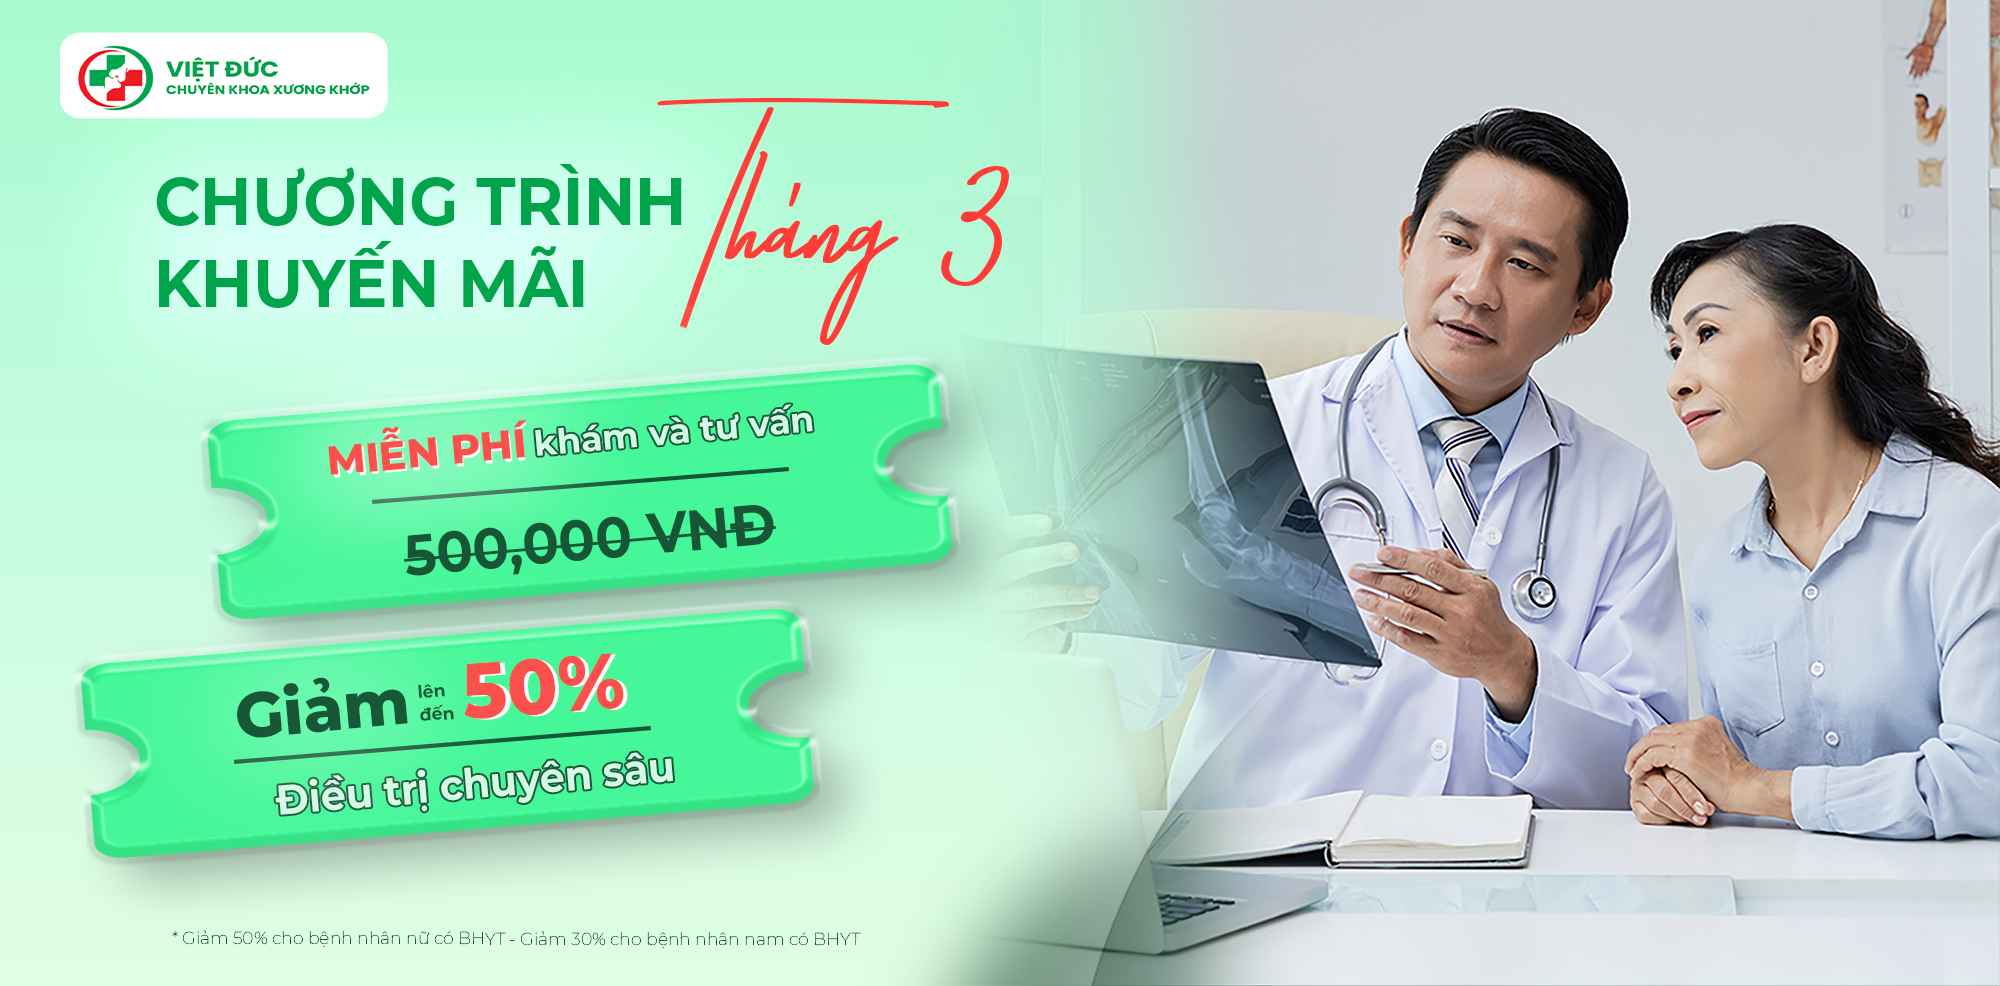 VIỆT ĐỨC
CHUYÊN KHOA XƯƠNG KHỚP
CHƯƠNG TRÌNH
KHUYẾN MÃI
Tháng 3
MIỄN PHÍ khám và tư vấn
500,000 VNĐ
Giảm lên đến 50%
Điều trị chuyên sâu
* Giảm 50% cho bệnh nhân nữ có BHYT - Giảm 30% cho bệnh nhân nam có BHYT